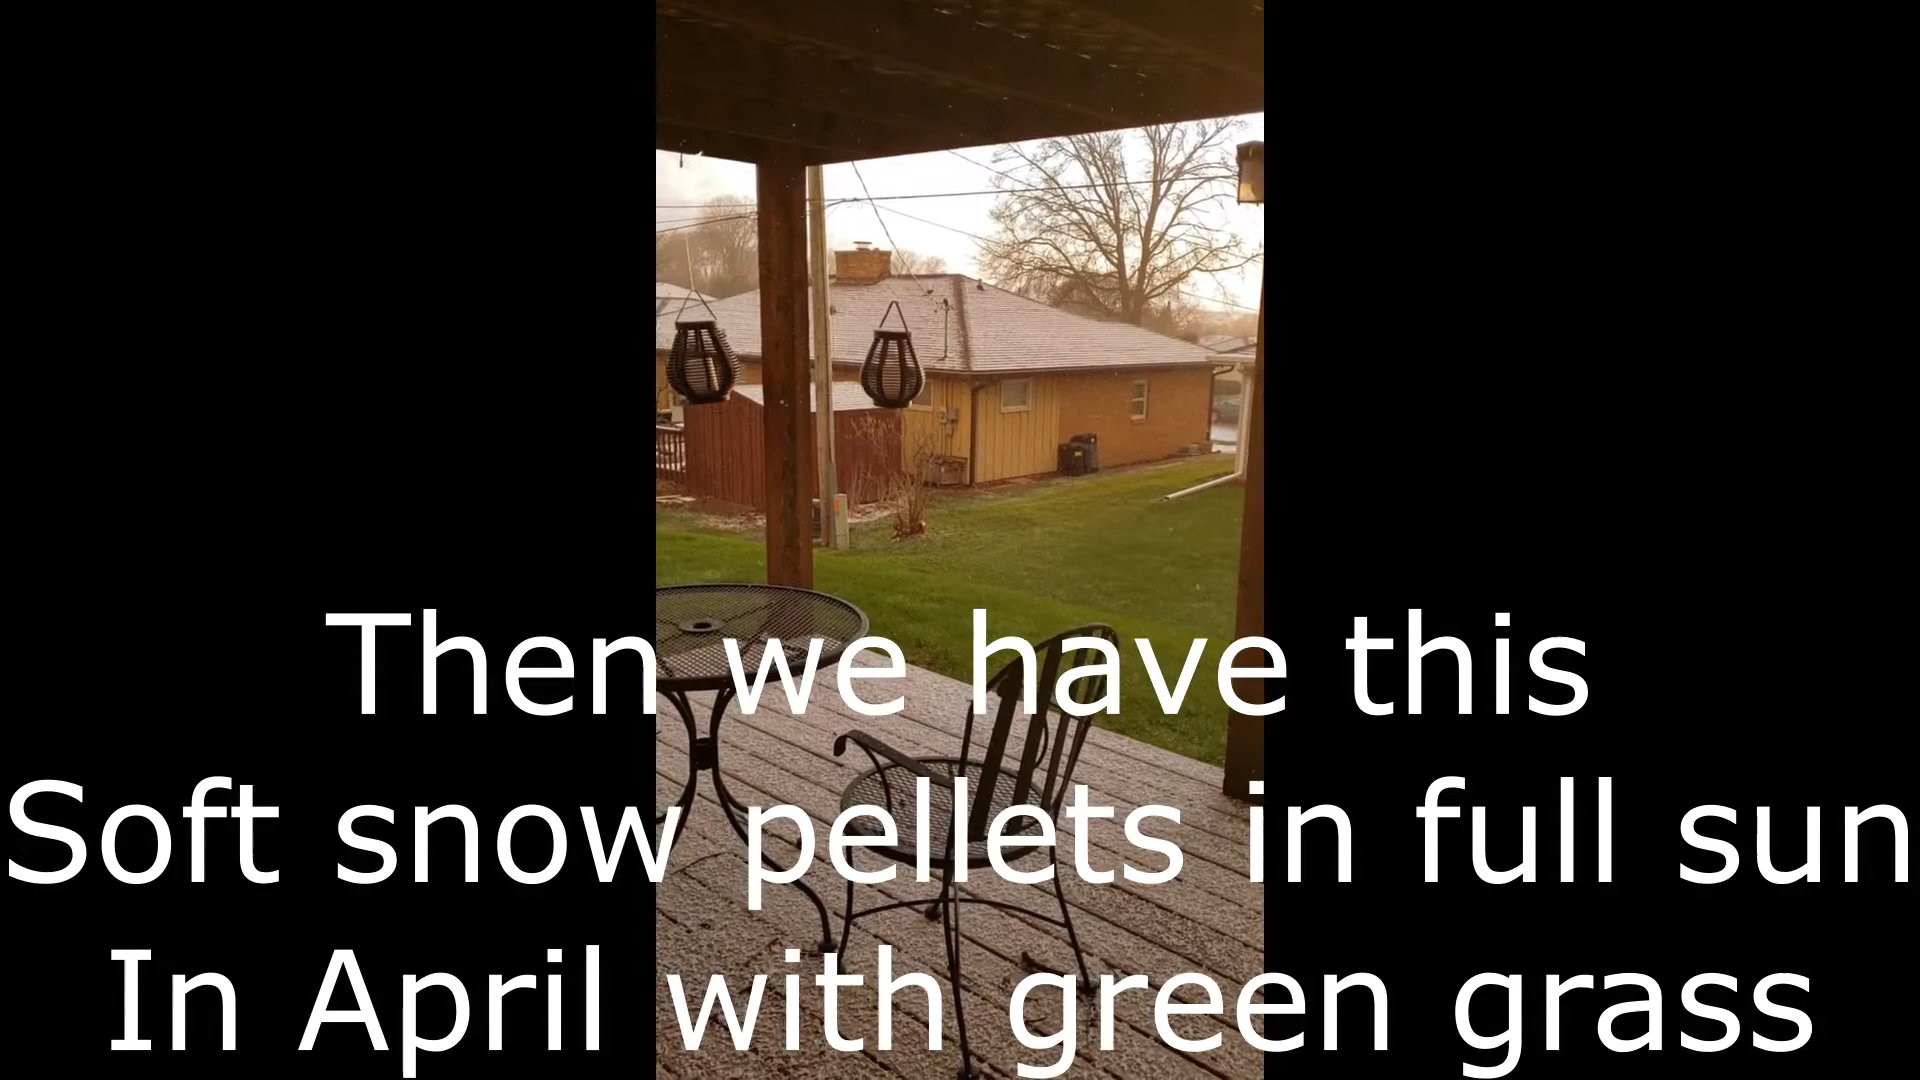 Then we have this
Soft snow pellets in full sun
In April with green grass